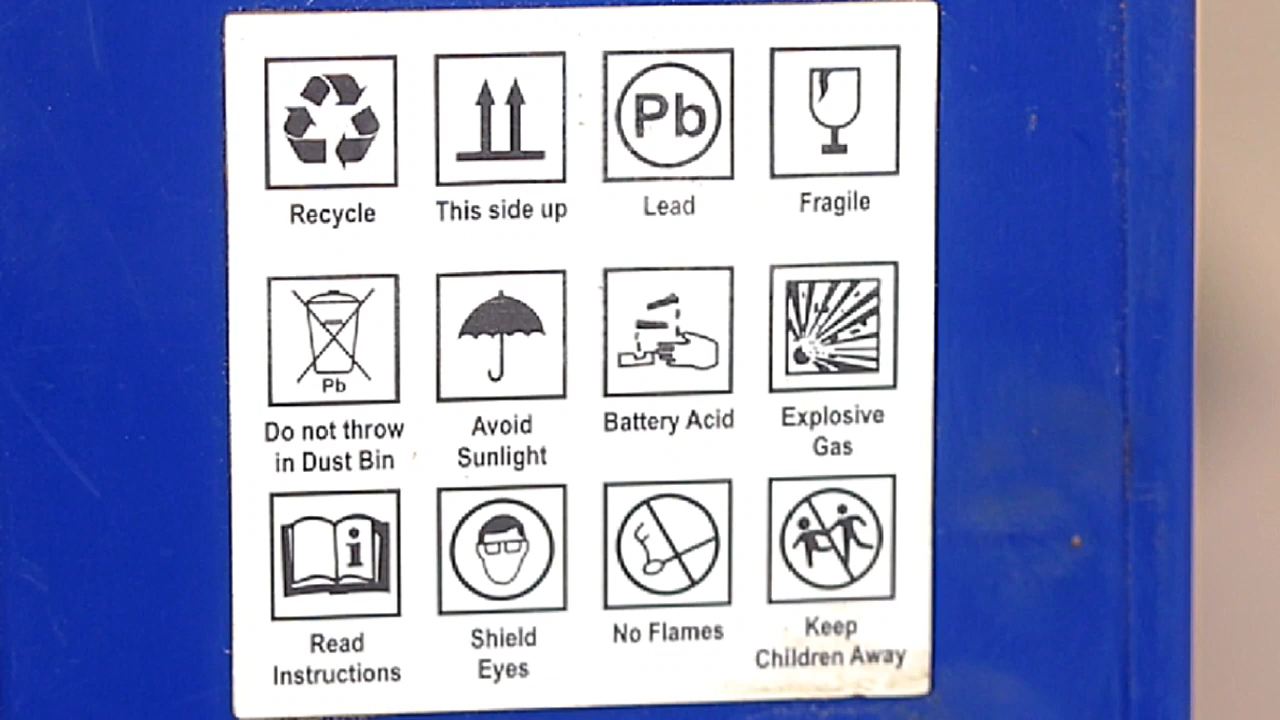 Pb
Recycle
This side up
Lead
Fragile
Pb
Do not throw
in Dust Bin
Avoid
Sunlight
Battery Acid
Explosive
Gas
i
Read
Instructions
Shield
Eyes
No Flames
Keep
Children Away